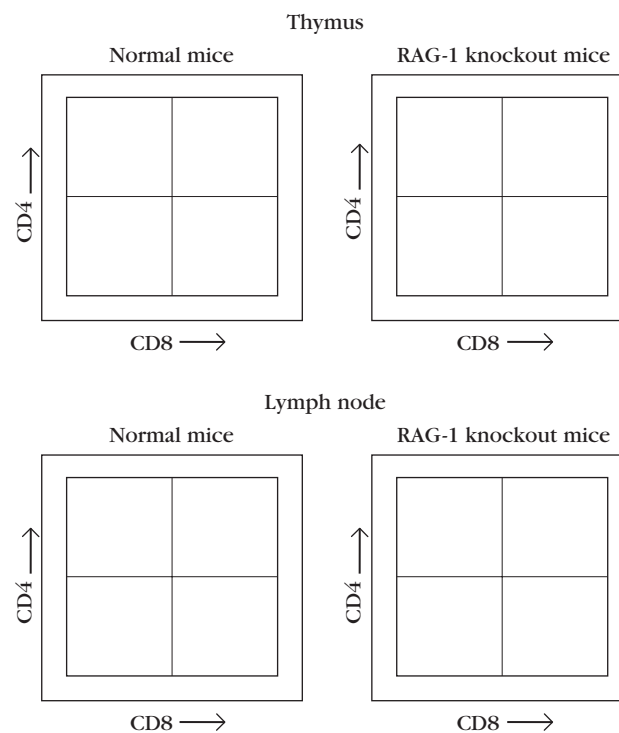 Thymus
Normal mice
RAG-1 knockout mice
CD4
CD4
CD8
CD8
Lymph node
Normal mice
RAG-1 knockout mice
CD4
CD4
CD8
CD8